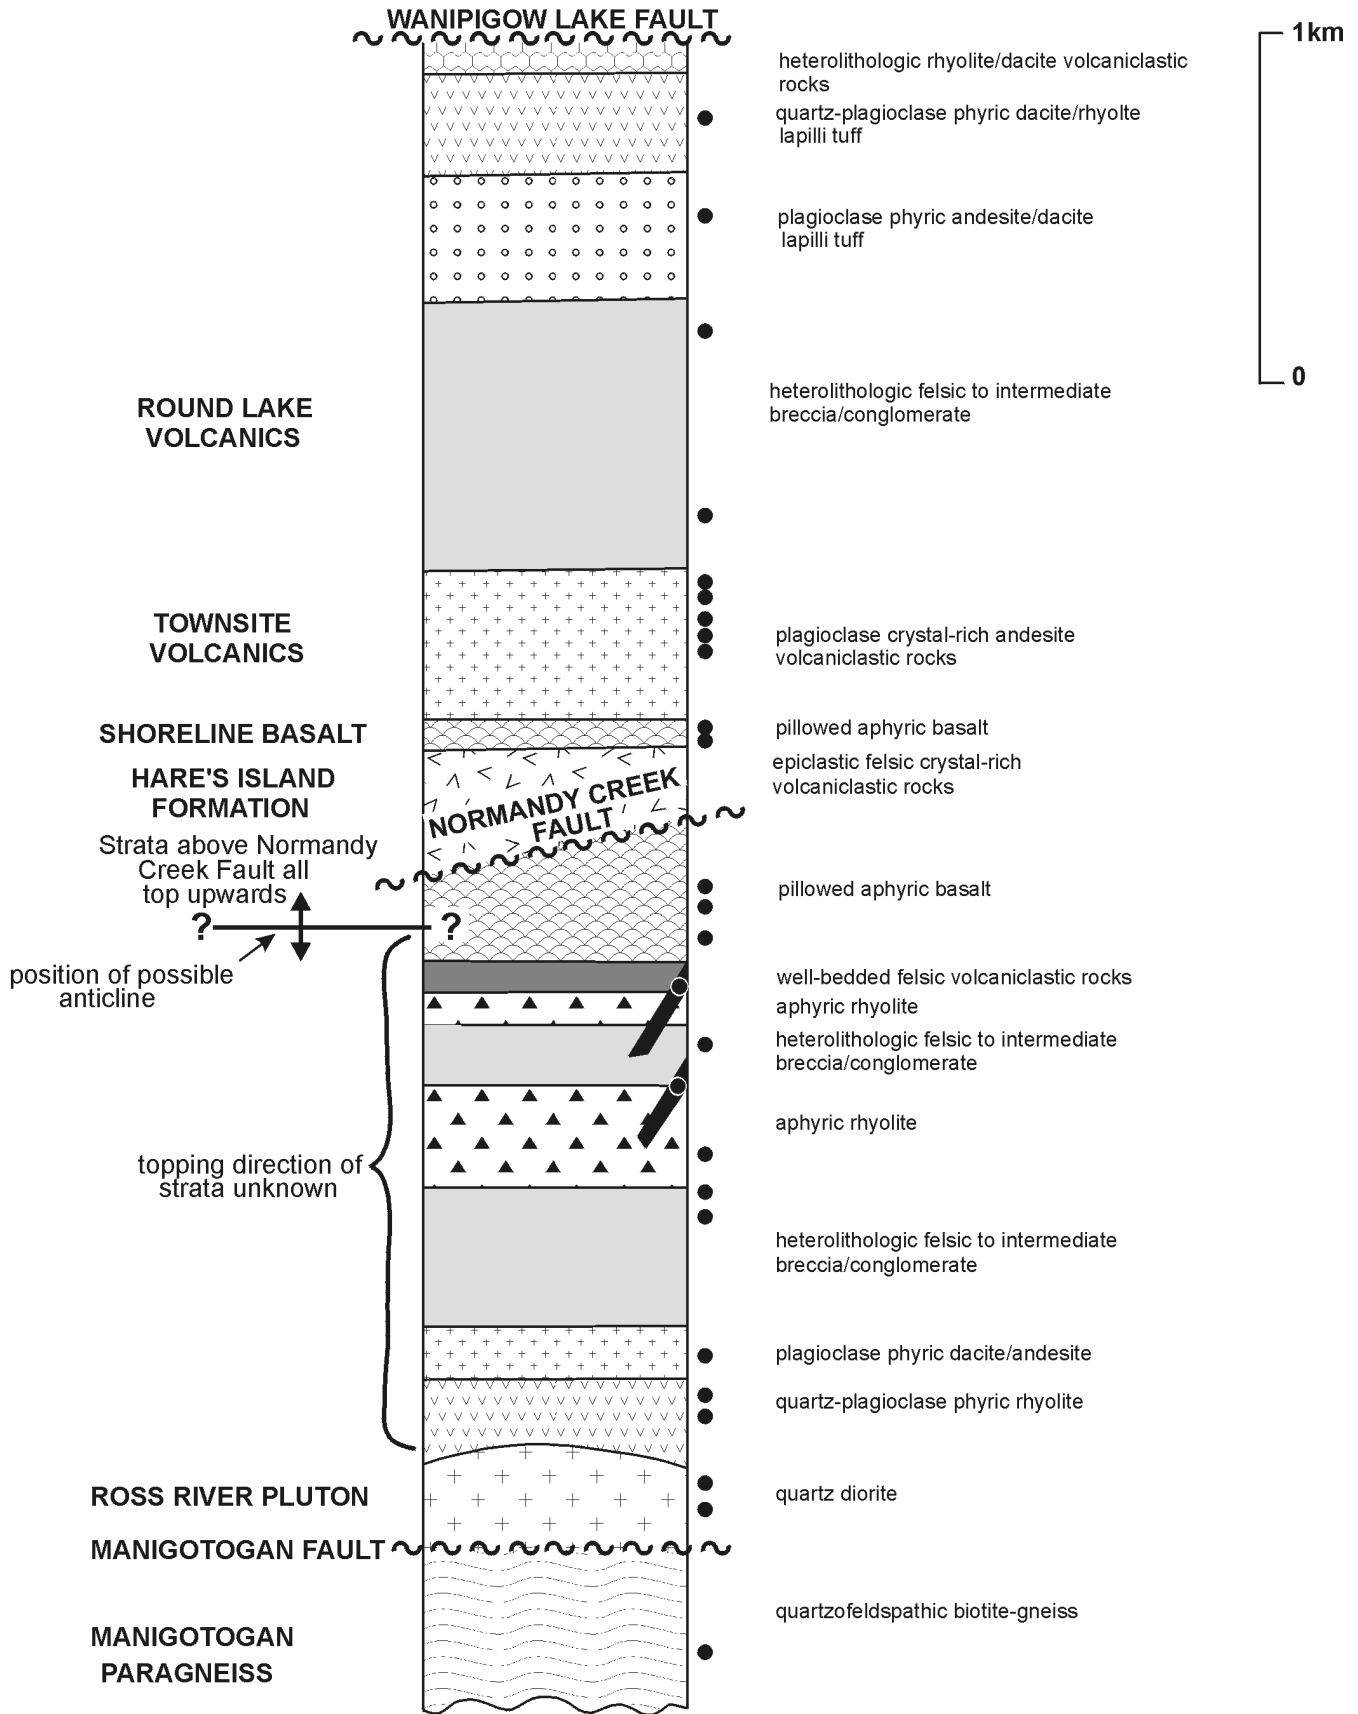 WANIPIGOW LAKE FAULT
1km
heterolithologic rhyolite/dacite volcaniclastic
rocks
quartz-plagioclase phyric dacite/rhyolte
lapilli tuff
plagioclase phyric andesite/dacite
lapilli tuff
0
heterolithologic felsic to intermediate
breccia/conglomerate
ROUND LAKE
VOLCANICS
TOWNSITE
VOLCANICS
plagioclase crystal-rich andesite
volcaniclastic rocks
SHORELINE BASALT
pillowed aphyric basalt
HARE'S ISLAND
FORMATION
epiclastic felsic crystal-rich
volcaniclastic rocks
NORMANDY CREEK
FAULT
Strata above Normandy
Creek Fault all
top upwards
pillowed aphyric basalt
?
?
position of possible
anticline
well-bedded felsic volcaniclastic rocks
aphyric rhyolite
heterolithologic felsic to intermediate
breccia/conglomerate
aphyric rhyolite
topping direction of
strata unknown
heterolithologic felsic to intermediate
breccia/conglomerate
plagioclase phyric dacite/andesite
quartz-plagioclase phyric rhyolite
ROSS RIVER PLUTON
quartz diorite
MANIGOTOGAN FAULT
quartzofeldspathic biotite-gneiss
MANIGOTOGAN
PARAGNEISS